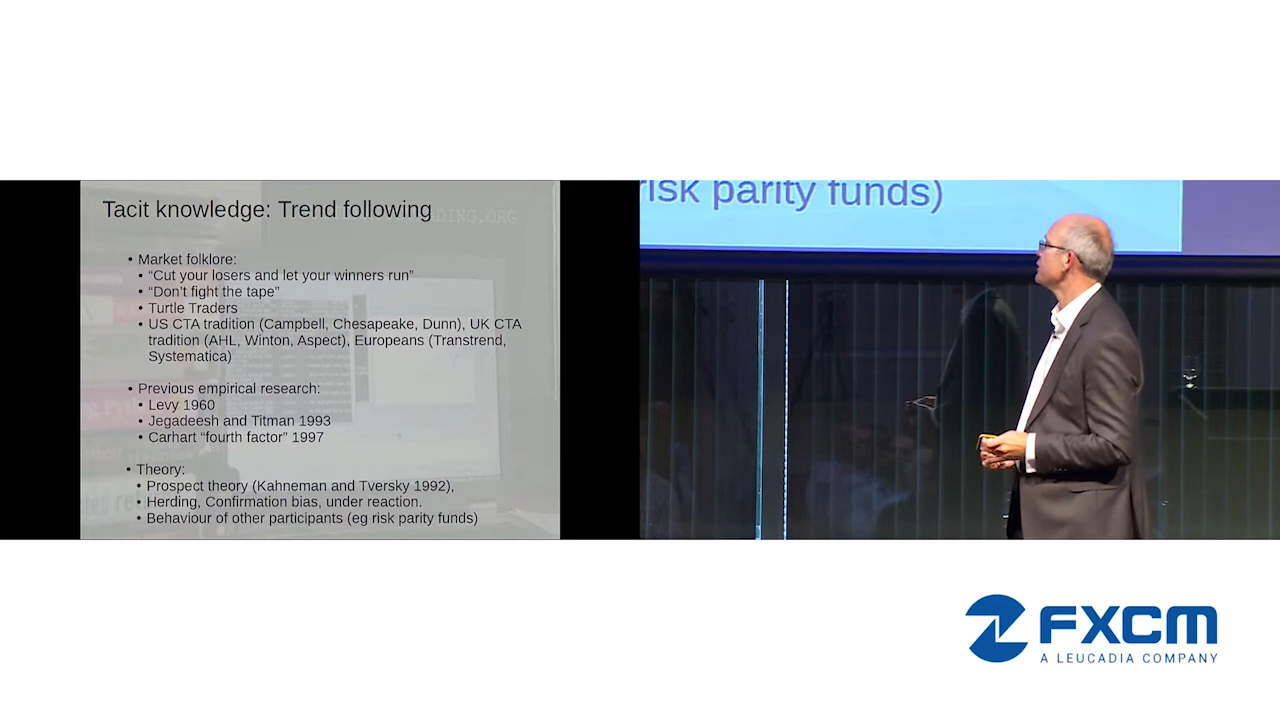 Tacit knowledge: Trend following
DING.ORG
• Market folklore:
• “Cut your losers and let your winners run”
• “Don’t fight the tape”
• Turtle Traders
• US CTA tradition (Campbell, Chesapeake, Dunn), UK CTA
tradition (AHL, Winton, Aspect), Europeans (Transtrend,
Systematica)
• Previous empirical research:
• Levy 1960
• Jegadeesh and Titman 1993
• Carhart “fourth factor” 1997
• Theory:
• Prospect theory (Kahneman and Tversky 1992),
• Herding, Confirmation bias, under reaction.
• Behaviour of other participants (eg risk parity funds)
risk parity funds)
FXCM
A LEUCADIA COMPANY